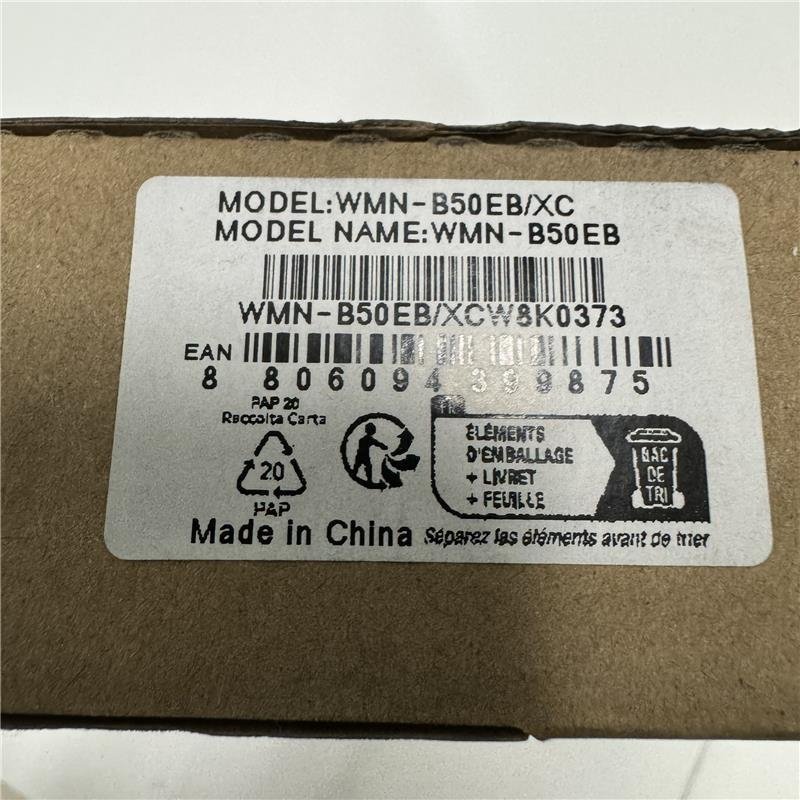 MODEL:WMN-B50EB/XC
MODEL NAME:WMN-B50EB
WMN-B50EB/XCW8K0373
EAN
8 806094 399875
PAP 20
Raccolta Carta
20
PAP
FR
ÉLÉMENTS
D'EMBALLAGE
+ LIVRET
+ FEUILLE
BAC
DE
TRI
Made in China
Séparez les éléments avant de trier